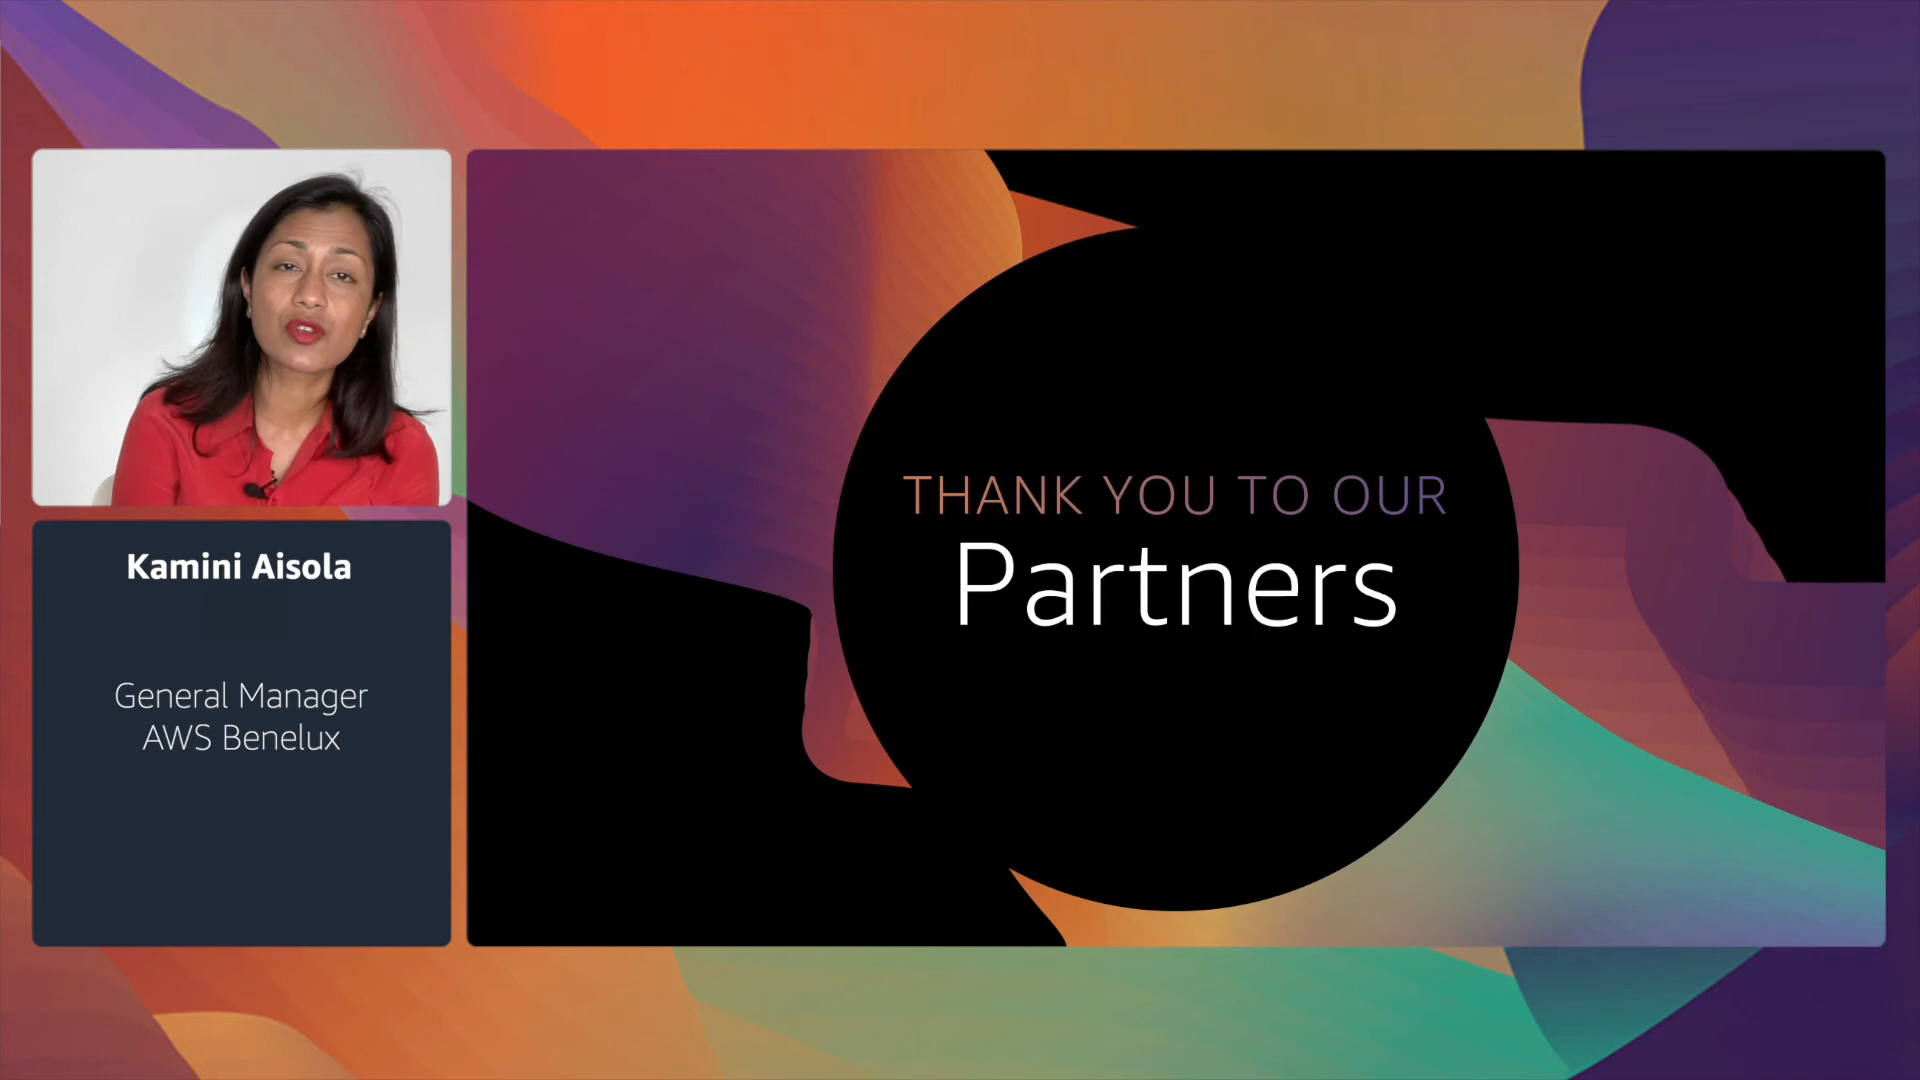 Kamini Aisola
General Manager
AWS Benelux
THANK YOU TO OUR
Partners